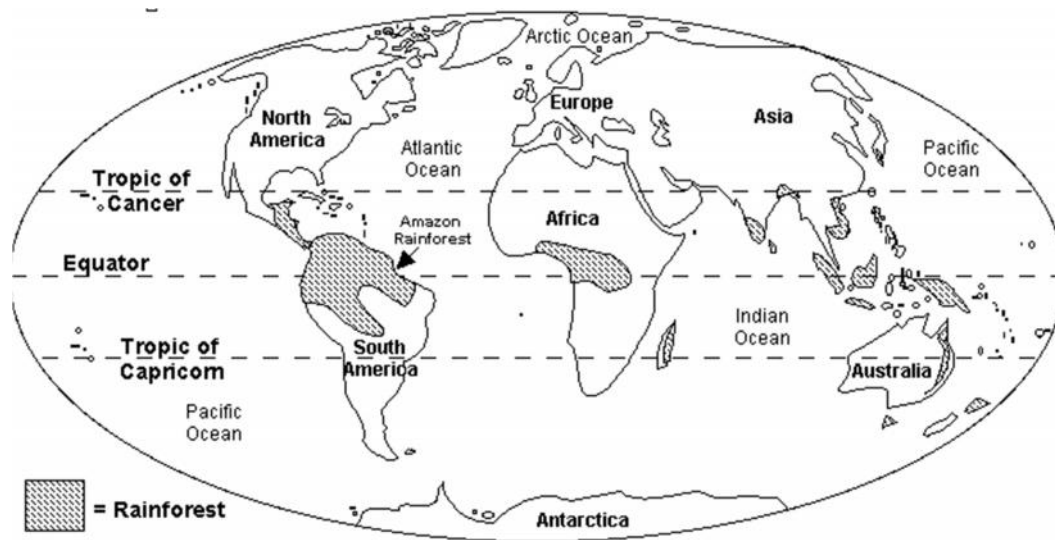 Arctic Ocean
North
America
Europe
Asia
Atlantic
Ocean
Pacific
Ocean
Tropic of
Cancer
Africa
Amazon
Rainforest
Equator
Indian
Ocean
Tropic of
Capricorn
South
America
Australia
Pacific
Ocean
= Rainforest
Antarctica